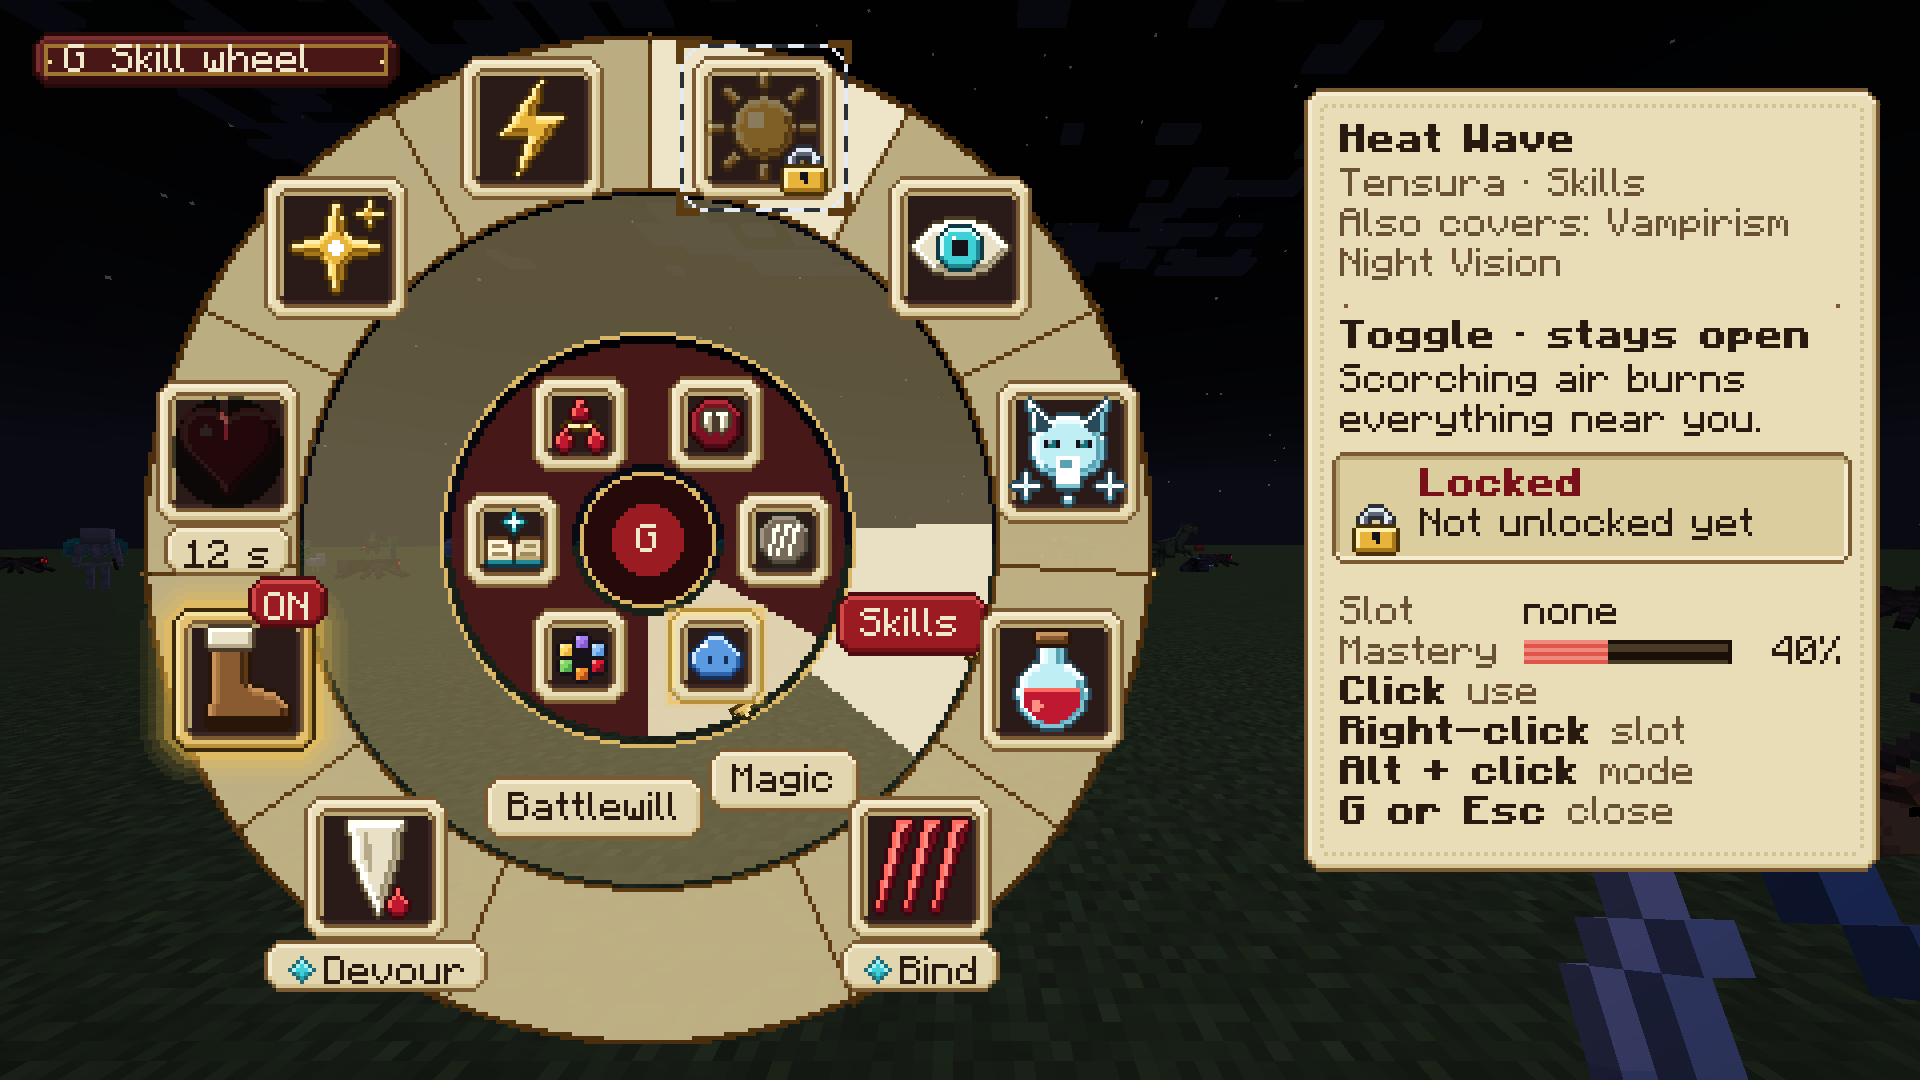 G Skill wheel
12 s
ON
G
Skills
Magic
Battlewill
Devour
Bind
Heat Wave
Tensura · Skills
Also covers: Vampirism
Night Vision
Toggle · stays open
Scorching air burns
everything near you.
Locked
Not unlocked yet
Slot none
Mastery 40%
Click use
Right-click slot
Alt + click mode
G or Esc close